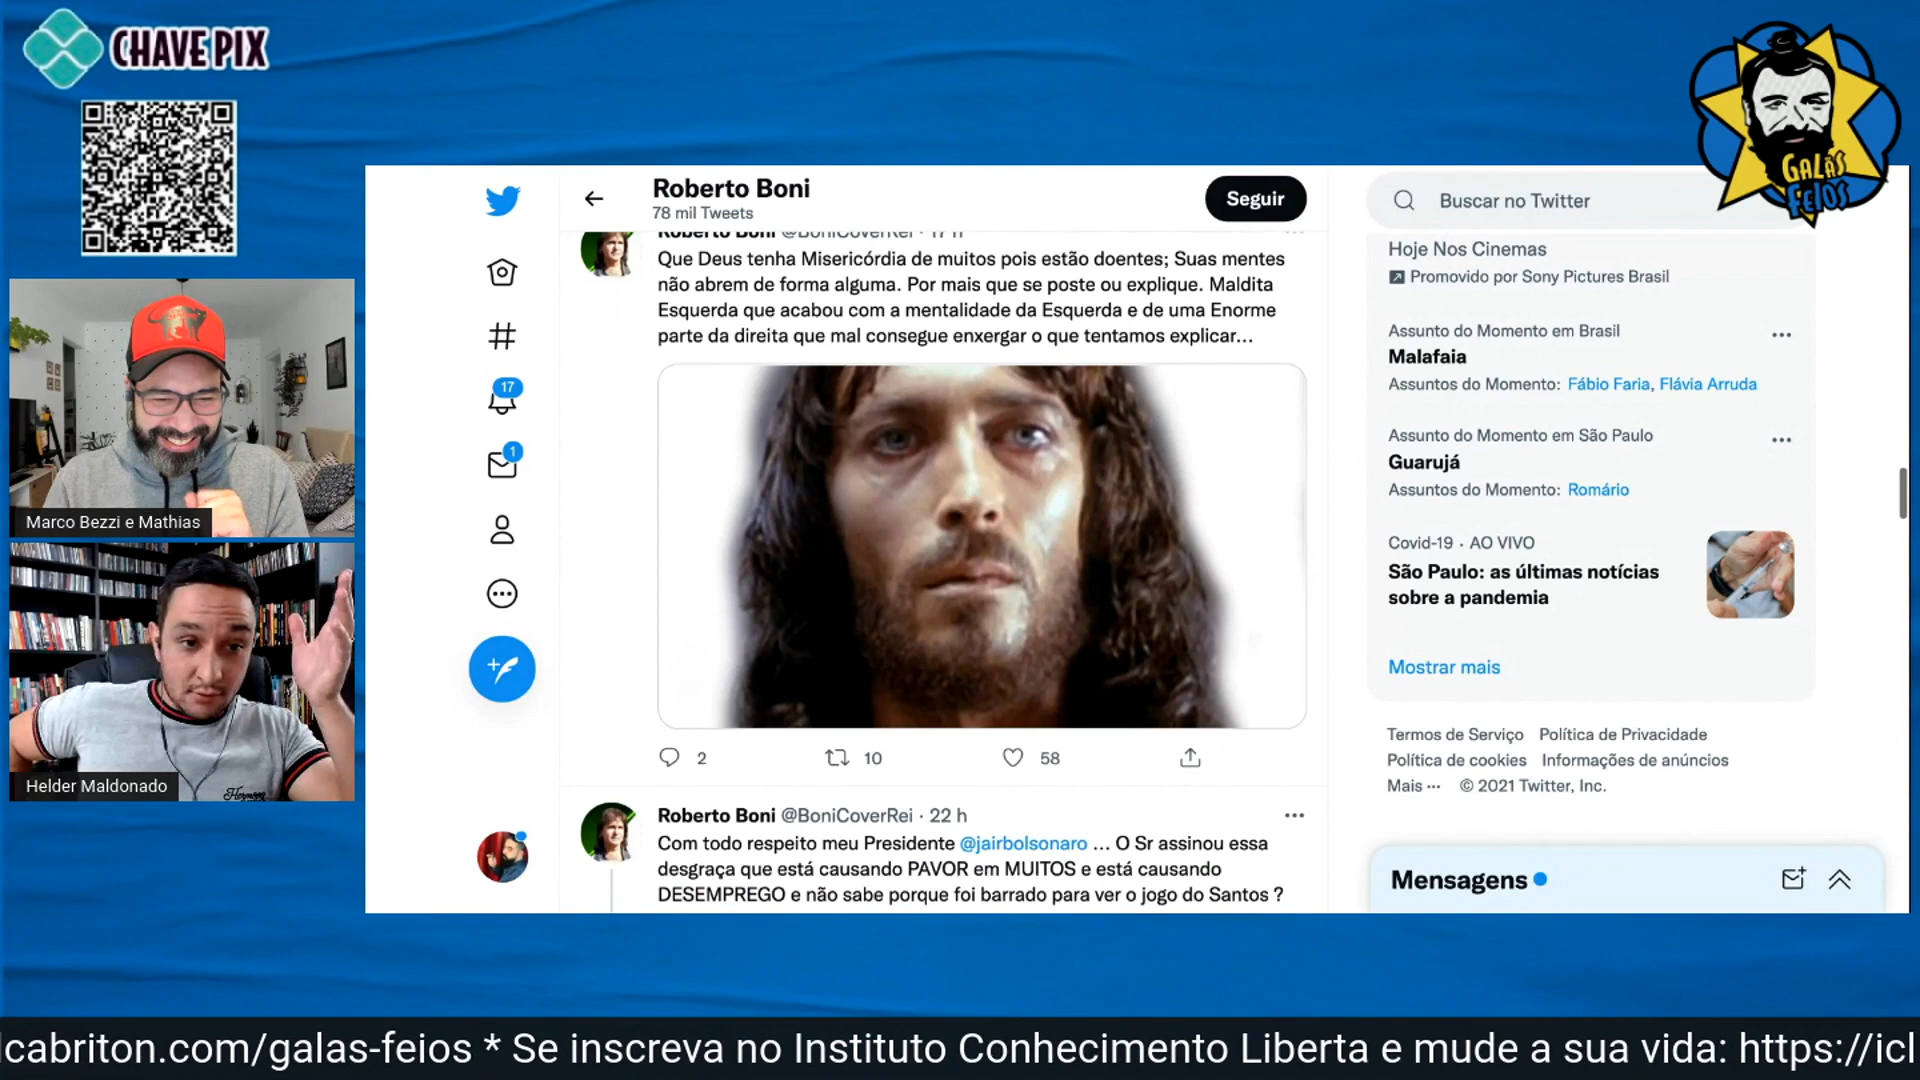 CHAVE PIX
GALÃS
FEIOS
Marco Bezzi e Mathias
Helder Maldonado
Roberto Boni
78 mil Tweets
Seguir
Roberto Boni @BoniCoverRei · 17 h
Que Deus tenha Misericórdia de muitos pois estão doentes; Suas mentes
não abrem de forma alguma. Por mais que se poste ou explique. Maldita
Esquerda que acabou com a mentalidade da Esquerda e de uma Enorme
parte da direita que mal consegue enxergar o que tentamos explicar...
2
10
58
Roberto Boni @BoniCoverRei · 22 h
Com todo respeito meu Presidente @jairbolsonaro ... O Sr assinou essa
desgraça que está causando PAVOR em MUITOS e está causando
DESEMPREGO e não sabe porque foi barrado para ver o jogo do Santos ?
17
1
Buscar no Twitter
Hoje Nos Cinemas
Promovido por Sony Pictures Brasil
Assunto do Momento em Brasil
Malafaia
Assuntos do Momento: Fábio Faria, Flávia Arruda
Assunto do Momento em São Paulo
Guarujá
Assuntos do Momento: Romário
Covid-19 · AO VIVO
São Paulo: as últimas notícias
sobre a pandemia
Mostrar mais
Termos de Serviço Política de Privacidade
Política de cookies Informações de anúncios
Mais ··· © 2021 Twitter, Inc.
Mensagens
lcabriton.com/galas-feios * Se inscreva no Instituto Conhecimento Liberta e mude a sua vida: https://icl